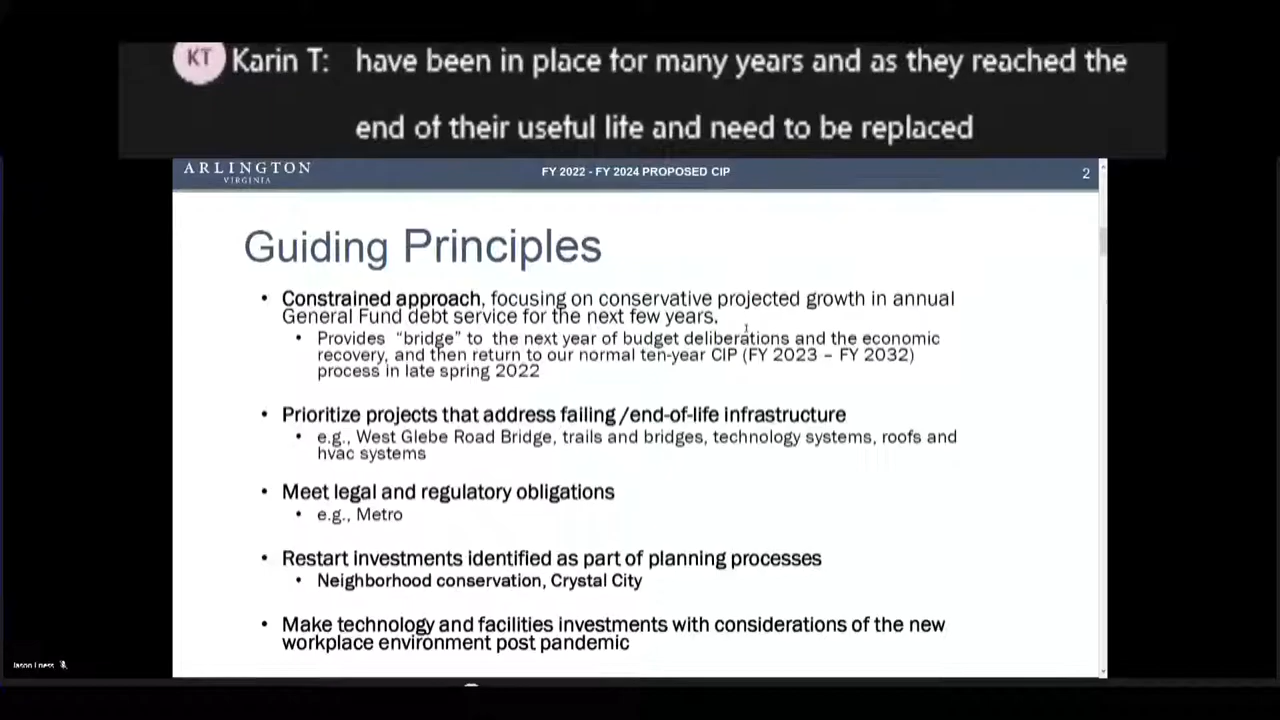 KT Karin T: have been in place for many years and as they reached the
end of their useful life and need to be replaced
ARLINGTON
VIRGINIA
FY 2022 - FY 2024 PROPOSED CIP
2
Guiding Principles
• Constrained approach, focusing on conservative projected growth in annual
General Fund debt service for the next few years.
• Provides “bridge” to the next year of budget deliberations and the economic
recovery, and then return to our normal ten-year CIP (FY 2023 – FY 2032)
process in late spring 2022
• Prioritize projects that address failing /end-of-life infrastructure
• e.g., West Glebe Road Bridge, trails and bridges, technology systems, roofs and
hvac systems
• Meet legal and regulatory obligations
• e.g., Metro
• Restart investments identified as part of planning processes
• Neighborhood conservation, Crystal City
• Make technology and facilities investments with considerations of the new
workplace environment post pandemic
Jason